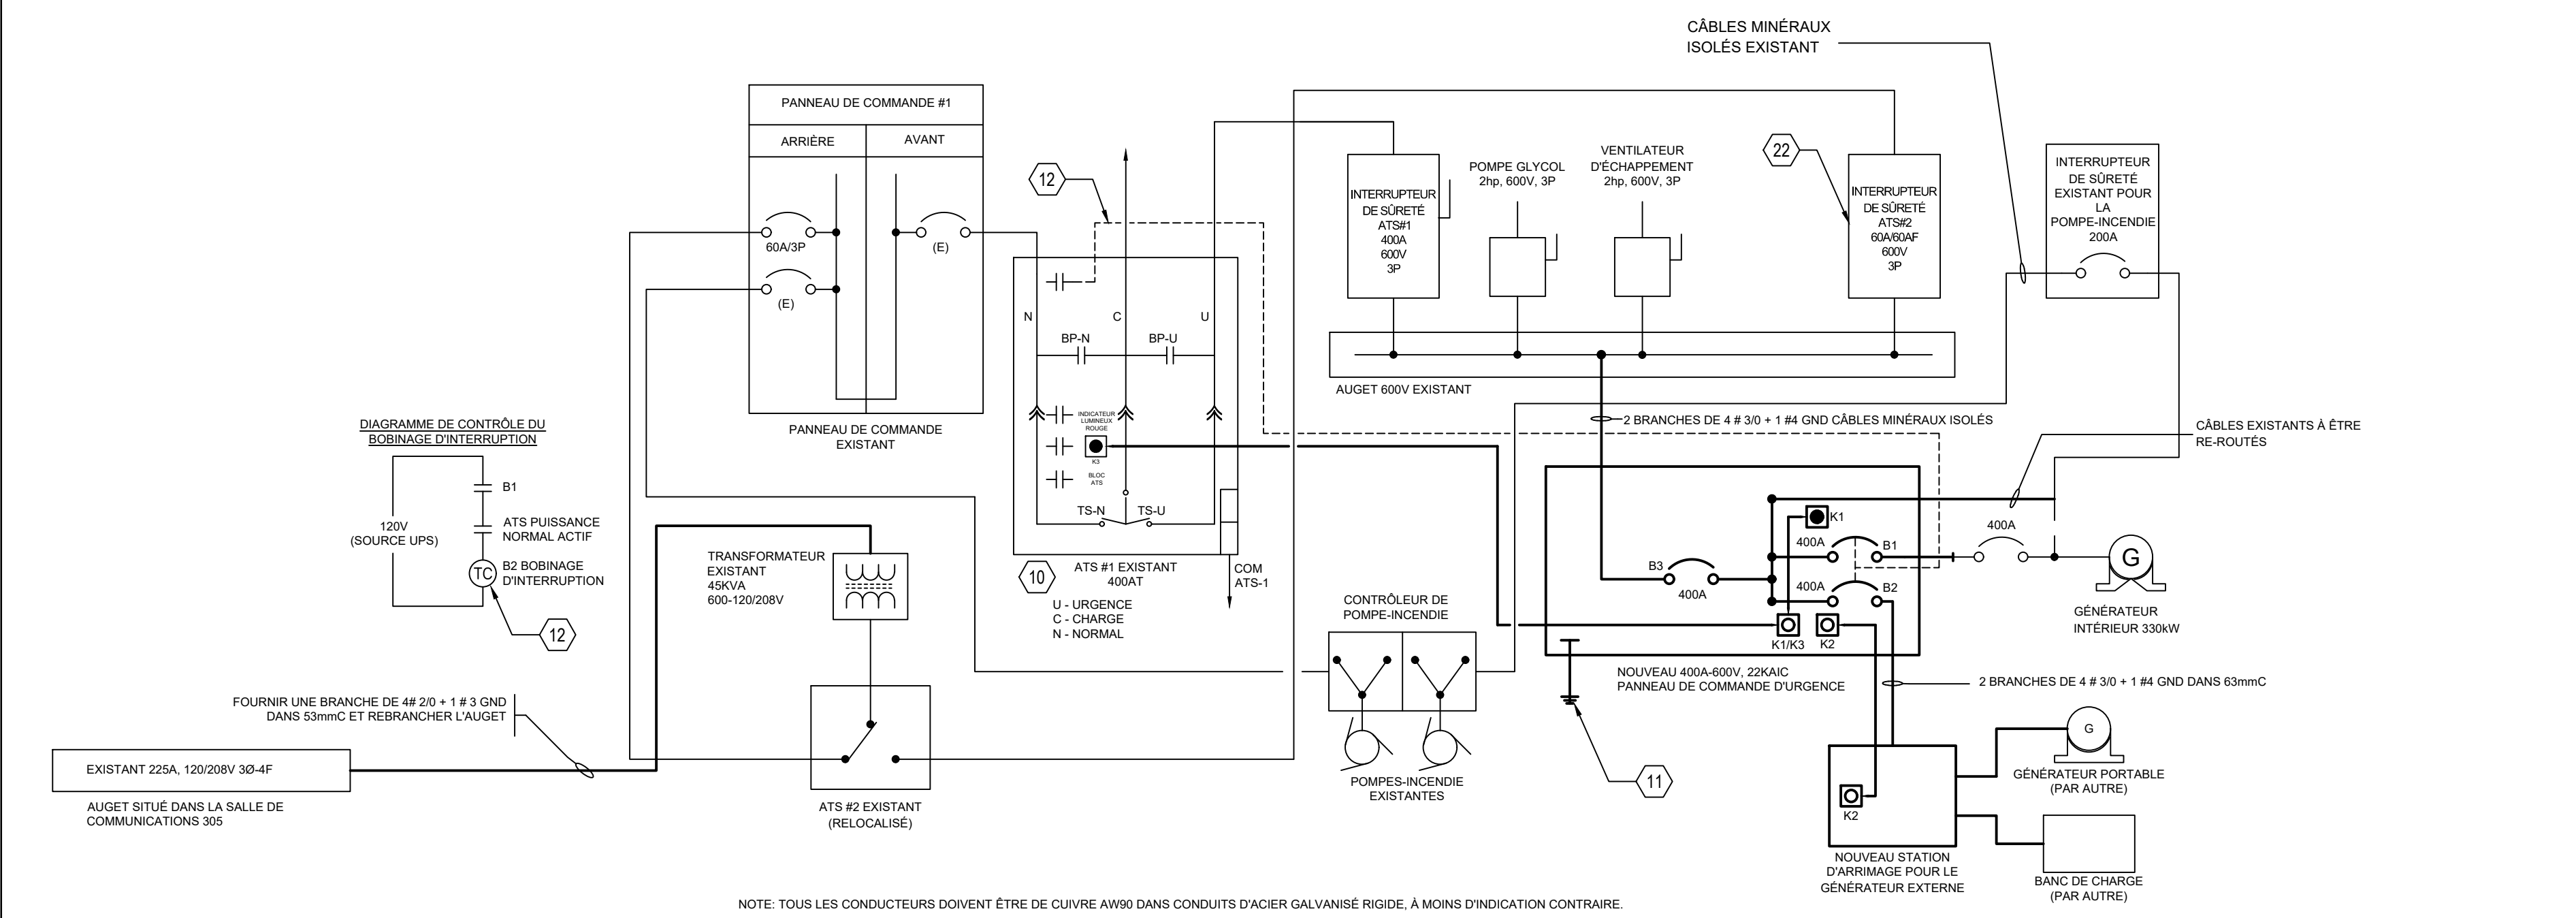 CÂBLES MINÉRAUX
ISOLÉS EXISTANT
PANNEAU DE COMMANDE #1
ARRIÈRE
AVANT
60A/3P
(E)
(E)
PANNEAU DE COMMANDE
EXISTANT
12
N
C
U
BP-N
BP-U
INDICATEUR
LUMINEUX
ROUGE
K3
BLOC
ATS
TS-N
TS-U
10
ATS #1 EXISTANT
400AT
COM
ATS-1
U - URGENCE
C - CHARGE
N - NORMAL
INTERRUPTEUR
DE SÛRETÉ
ATS#1
400A
600V
3P
POMPE GLYCOL
2hp, 600V, 3P
VENTILATEUR
D'ÉCHAPPEMENT
2hp, 600V, 3P
22
INTERRUPTEUR
DE SÛRETÉ
ATS#2
60A/60AF
600V
3P
INTERRUPTEUR
DE SÛRETÉ
EXISTANT POUR
LA
POMPE-INCENDIE
200A
AUGET 600V EXISTANT
2 BRANCHES DE 4 # 3/0 + 1 #4 GND CÂBLES MINÉRAUX ISOLÉS
CÂBLES EXISTANTS À ÊTRE
RE-ROUTÉS
DIAGRAMME DE CONTRÔLE DU
BOBINAGE D'INTERRUPTION
B1
120V
(SOURCE UPS)
ATS PUISSANCE
NORMAL ACTIF
TC
B2 BOBINAGE
D'INTERRUPTION
12
TRANSFORMATEUR
EXISTANT
45KVA
600-120/208V
K1
400A
B1
B3
400A
400A
B2
K1/K3
K2
400A
G
GÉNÉRATEUR
INTÉRIEUR 330kW
CONTRÔLEUR DE
POMPE-INCENDIE
POMPES-INCENDIE
EXISTANTES
NOUVEAU 400A-600V, 22KAIC
PANNEAU DE COMMANDE D'URGENCE
11
2 BRANCHES DE 4 # 3/0 + 1 #4 GND DANS 63mmC
FOURNIR UNE BRANCHE DE 4# 2/0 + 1 # 3 GND
DANS 53mmC ET REBRANCHER L'AUGET
EXISTANT 225A, 120/208V 3Ø-4F
AUGET SITUÉ DANS LA SALLE DE
COMMUNICATIONS 305
ATS #2 EXISTANT
(RELOCALISÉ)
K2
NOUVEAU STATION
D'ARRIMAGE POUR LE
GÉNÉRATEUR EXTERNE
G
GÉNÉRATEUR PORTABLE
(PAR AUTRE)
BANC DE CHARGE
(PAR AUTRE)
NOTE: TOUS LES CONDUCTEURS DOIVENT ÊTRE DE CUIVRE AW90 DANS CONDUITS D'ACIER GALVANISÉ RIGIDE, À MOINS D'INDICATION CONTRAIRE.